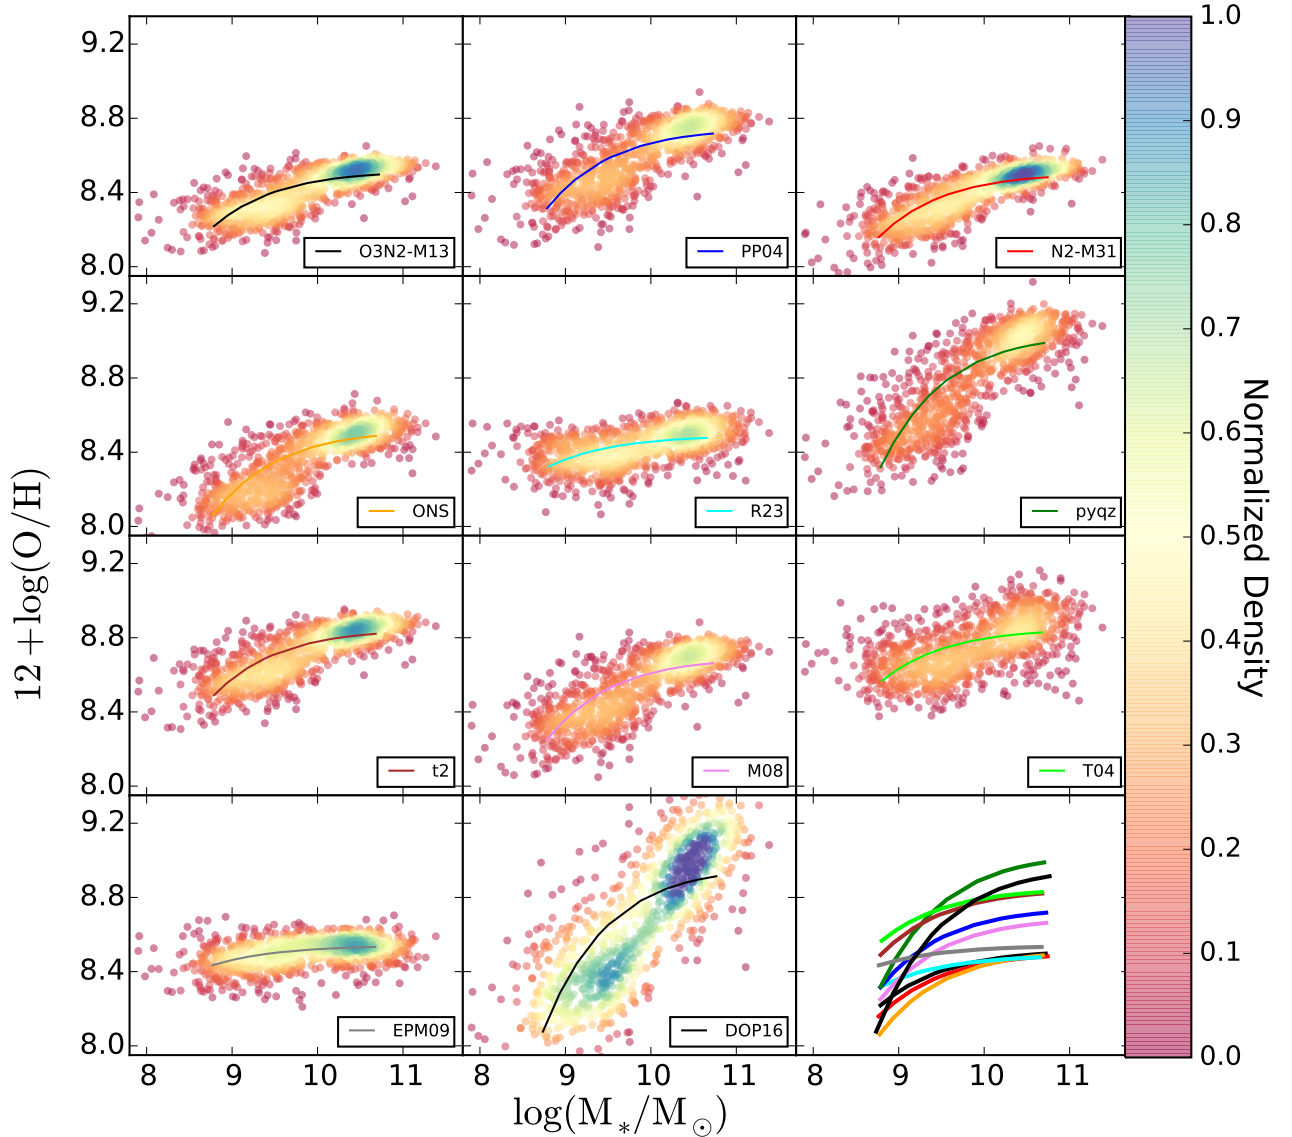 9.2
8.8
8.4
8.0
O3N2-M13
PP04
N2-M31
9.2
8.8
8.4
8.0
ONS
R23
pyqz
9.2
8.8
8.4
8.0
t2
M08
T04
9.2
8.8
8.4
8.0
EPM09
DOP16
8 9 10 11
8 9 10 11
8 9 10 11
log(M*/M⊙)
12+log(O/H)
1.0
0.9
0.8
0.7
0.6
0.5
0.4
0.3
0.2
0.1
0.0
Normalized Density